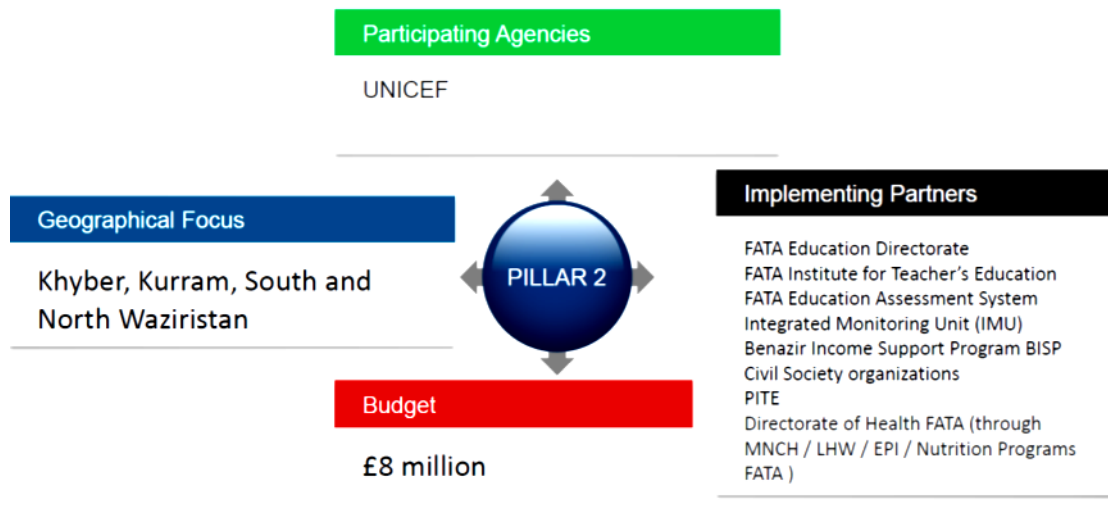 Participating Agencies
UNICEF
Geographical Focus
Khyber, Kurram, South and
North Waziristan
PILLAR 2
Implementing Partners
FATA Education Directorate
FATA Institute for Teacher's Education
FATA Education Assessment System
Integrated Monitoring Unit (IMU)
Benazir Income Support Program BISP
Civil Society organizations
PITE
Directorate of Health FATA (through
MNCH / LHW / EPI / Nutrition Programs
FATA )
Budget
£8 million